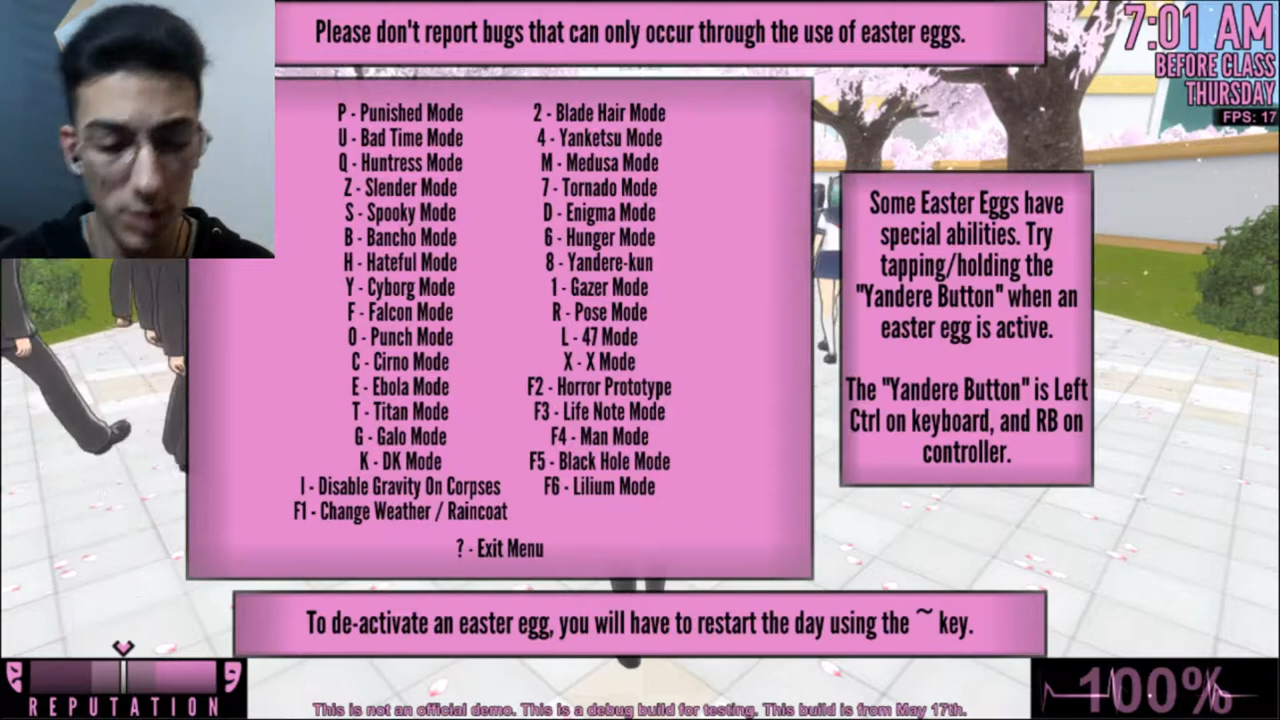 Please don't report bugs that can only occur through the use of easter eggs.
7:01 AM
BEFORE CLASS
THURSDAY
FPS: 17
P - Punished Mode
U - Bad Time Mode
Q - Huntress Mode
Z - Slender Mode
S - Spooky Mode
B - Bancho Mode
H - Hateful Mode
Y - Cyborg Mode
F - Falcon Mode
O - Punch Mode
C - Cirno Mode
E - Ebola Mode
T - Titan Mode
G - Galo Mode
K - DK Mode
I - Disable Gravity On Corpses
F1 - Change Weather / Raincoat
2 - Blade Hair Mode
4 - Yanketsu Mode
M - Medusa Mode
7 - Tornado Mode
D - Enigma Mode
6 - Hunger Mode
8 - Yandere-kun
1 - Gazer Mode
R - Pose Mode
L - 47 Mode
X - X Mode
F2 - Horror Prototype
F3 - Life Note Mode
F4 - Man Mode
F5 - Black Hole Mode
F6 - Lilium Mode
? - Exit Menu
Some Easter Eggs have
special abilities. Try
tapping/holding the
"Yandere Button" when an
easter egg is active.
The "Yandere Button" is Left
Ctrl on keyboard, and RB on
controller.
To de-activate an easter egg, you will have to restart the day using the ~ key.
REPUTATION
100%
This is not an official demo. This is a debug build for testing. This build is from May 17th.